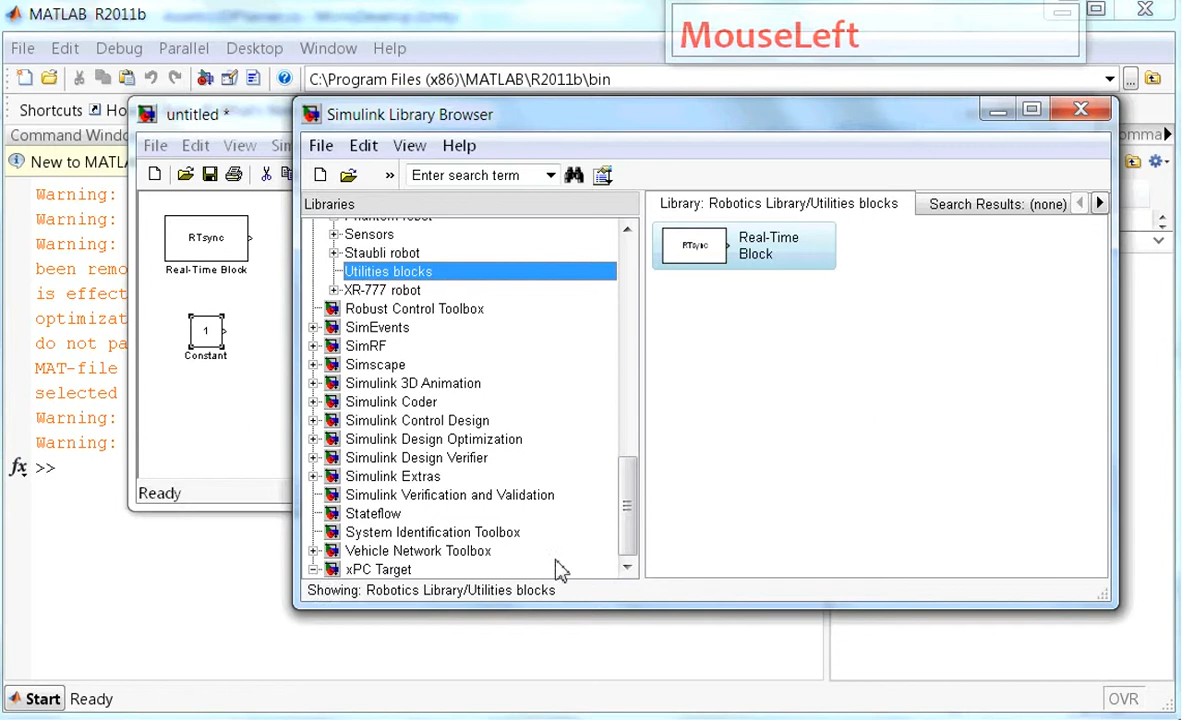 MATLAB R2011b
MouseLeft
File Edit Debug Parallel Desktop Window Help
C:\Program Files (x86)\MATLAB\R2011b\bin
...
Shortcuts Ho
Command Windo
omma
New to MATLA
Warning:
Warning:
Warning:
been remo
is effect
optimizat
do not pa
MAT-file
selected
Warning:
Warning:
fx >>
untitled *
File Edit View Si
RTsync
Real-Time Block
1
Constant
Ready
Simulink Library Browser
File Edit View Help
» Enter search term
Libraries
Library: Robotics Library/Utilities blocks
Search Results: (none)
Phantom robot
Sensors
Staubli robot
Utilities blocks
XR-777 robot
Robust Control Toolbox
SimEvents
SimRF
Simscape
Simulink 3D Animation
Simulink Coder
Simulink Control Design
Simulink Design Optimization
Simulink Design Verifier
Simulink Extras
Simulink Verification and Validation
Stateflow
System Identification Toolbox
Vehicle Network Toolbox
xPC Target
RTsync
Real-Time
Block
Showing: Robotics Library/Utilities blocks
Start Ready
OVR